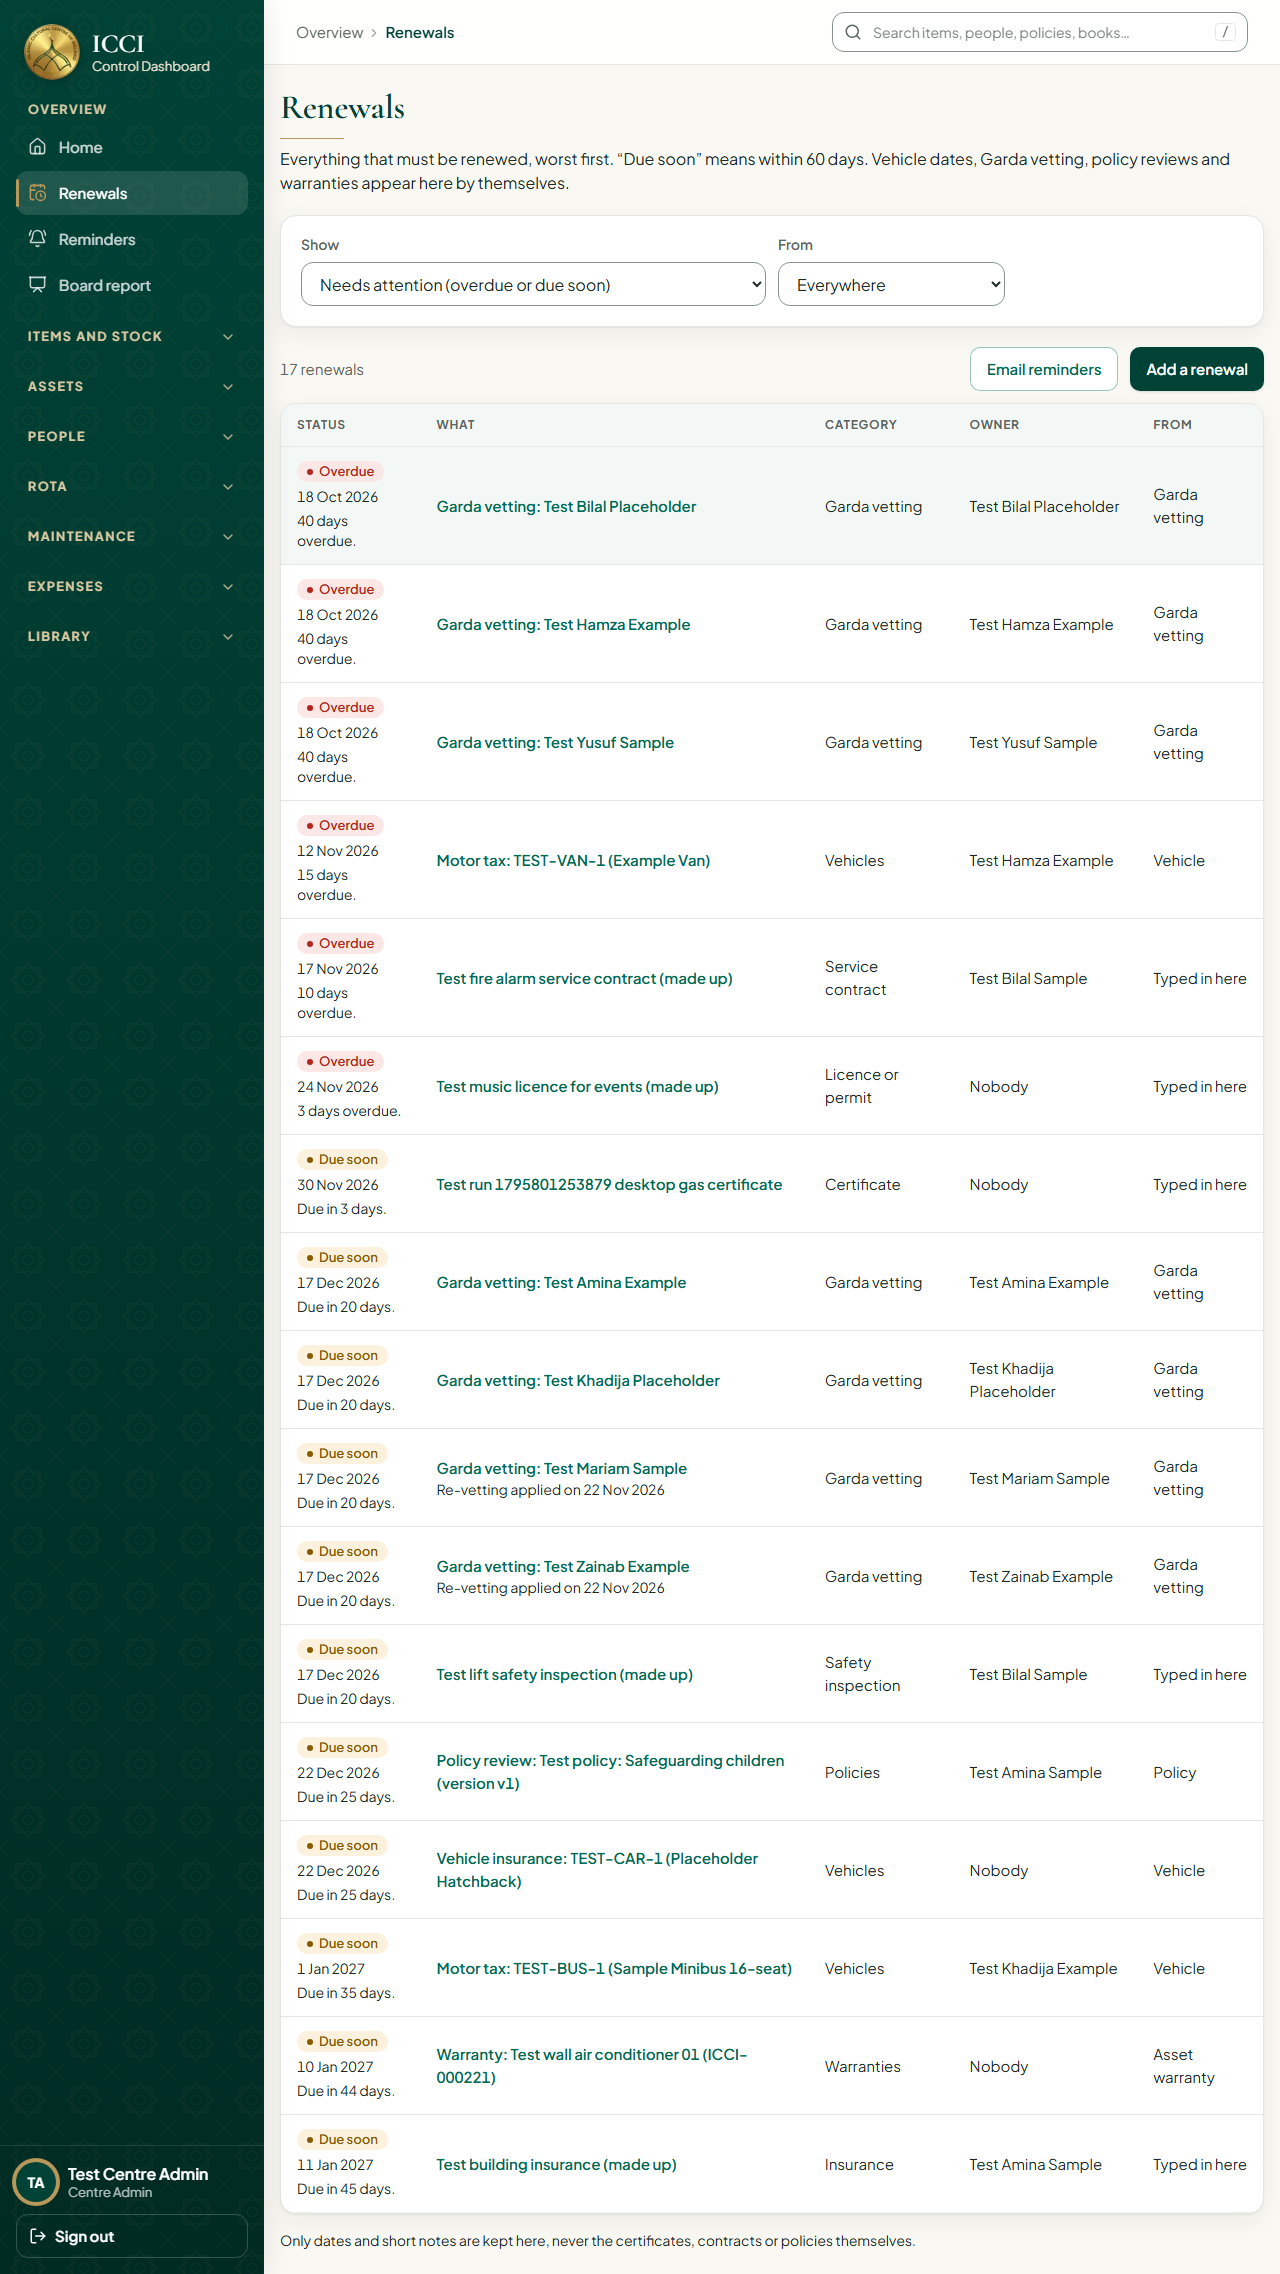 ICCI
Control Dashboard
OVERVIEW
Home
Renewals
Reminders
Board report
ITEMS AND STOCK
ASSETS
PEOPLE
ROTA
MAINTENANCE
EXPENSES
LIBRARY
Test Centre Admin
TA
Centre Admin
Sign out
Overview › Renewals
Search items, people, policies, books… /
Renewals
Everything that must be renewed, worst first. “Due soon” means within 60 days. Vehicle dates, Garda vetting, policy reviews and
warranties appear here by themselves.
Show
From
Needs attention (overdue or due soon)
Everywhere
17 renewals
Email reminders
Add a renewal
STATUS WHAT CATEGORY OWNER FROM
Overdue
18 Oct 2026
40 days
overdue.
Garda vetting: Test Bilal Placeholder
Garda vetting
Test Bilal Placeholder
Garda
vetting
Overdue
18 Oct 2026
40 days
overdue.
Garda vetting: Test Hamza Example
Garda vetting
Test Hamza Example
Garda
vetting
Overdue
18 Oct 2026
40 days
overdue.
Garda vetting: Test Yusuf Sample
Garda vetting
Test Yusuf Sample
Garda
vetting
Overdue
12 Nov 2026
15 days
overdue.
Motor tax: TEST-VAN-1 (Example Van)
Vehicles
Test Hamza Example
Vehicle
Overdue
17 Nov 2026
10 days
overdue.
Test fire alarm service contract (made up)
Service
contract
Test Bilal Sample
Typed in here
Overdue
24 Nov 2026
3 days overdue.
Test music licence for events (made up)
Licence or
permit
Nobody
Typed in here
Due soon
30 Nov 2026
Due in 3 days.
Test run 1795801253879 desktop gas certificate
Certificate
Nobody
Typed in here
Due soon
17 Dec 2026
Due in 20 days.
Garda vetting: Test Amina Example
Garda vetting
Test Amina Example
Garda
vetting
Due soon
17 Dec 2026
Due in 20 days.
Garda vetting: Test Khadija Placeholder
Garda vetting
Test Khadija
Placeholder
Garda
vetting
Due soon
17 Dec 2026
Due in 20 days.
Garda vetting: Test Mariam Sample
Re-vetting applied on 22 Nov 2026
Garda vetting
Test Mariam Sample
Garda
vetting
Due soon
17 Dec 2026
Due in 20 days.
Garda vetting: Test Zainab Example
Re-vetting applied on 22 Nov 2026
Garda vetting
Test Zainab Example
Garda
vetting
Due soon
17 Dec 2026
Due in 20 days.
Test lift safety inspection (made up)
Safety
inspection
Test Bilal Sample
Typed in here
Due soon
22 Dec 2026
Due in 25 days.
Policy review: Test policy: Safeguarding children
(version v1)
Policies
Test Amina Sample
Policy
Due soon
22 Dec 2026
Due in 25 days.
Vehicle insurance: TEST-CAR-1 (Placeholder
Hatchback)
Vehicles
Nobody
Vehicle
Due soon
1 Jan 2027
Due in 35 days.
Motor tax: TEST-BUS-1 (Sample Minibus 16-seat)
Vehicles
Test Khadija Example
Vehicle
Due soon
10 Jan 2027
Due in 44 days.
Warranty: Test wall air conditioner 01 (ICCI-
000221)
Warranties
Nobody
Asset
warranty
Due soon
11 Jan 2027
Due in 45 days.
Test building insurance (made up)
Insurance
Test Amina Sample
Typed in here
Only dates and short notes are kept here, never the certificates, contracts or policies themselves.